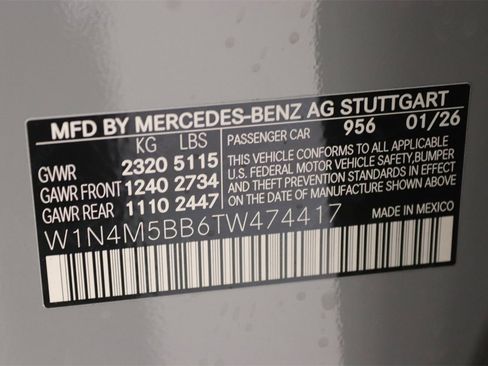 MFD BY MERCEDES-BENZ AG STUTTGART
KG LBS PASSENGER CAR 956 01/26
GVWR 2320 5115
GAWR FRONT 1240 2734
GAWR REAR 1110 2447
THIS VEHICLE CONFORMS TO ALL APPLICABLE
U.S. FEDERAL MOTOR VEHICLE SAFETY, BUMPER
AND THEFT PREVENTION STANDARDS IN EFFECT
ON THE DATE OF MANUFACTURE SHOWN ABOVE.
W1N4M5BB6TW474417 MADE IN MEXICO